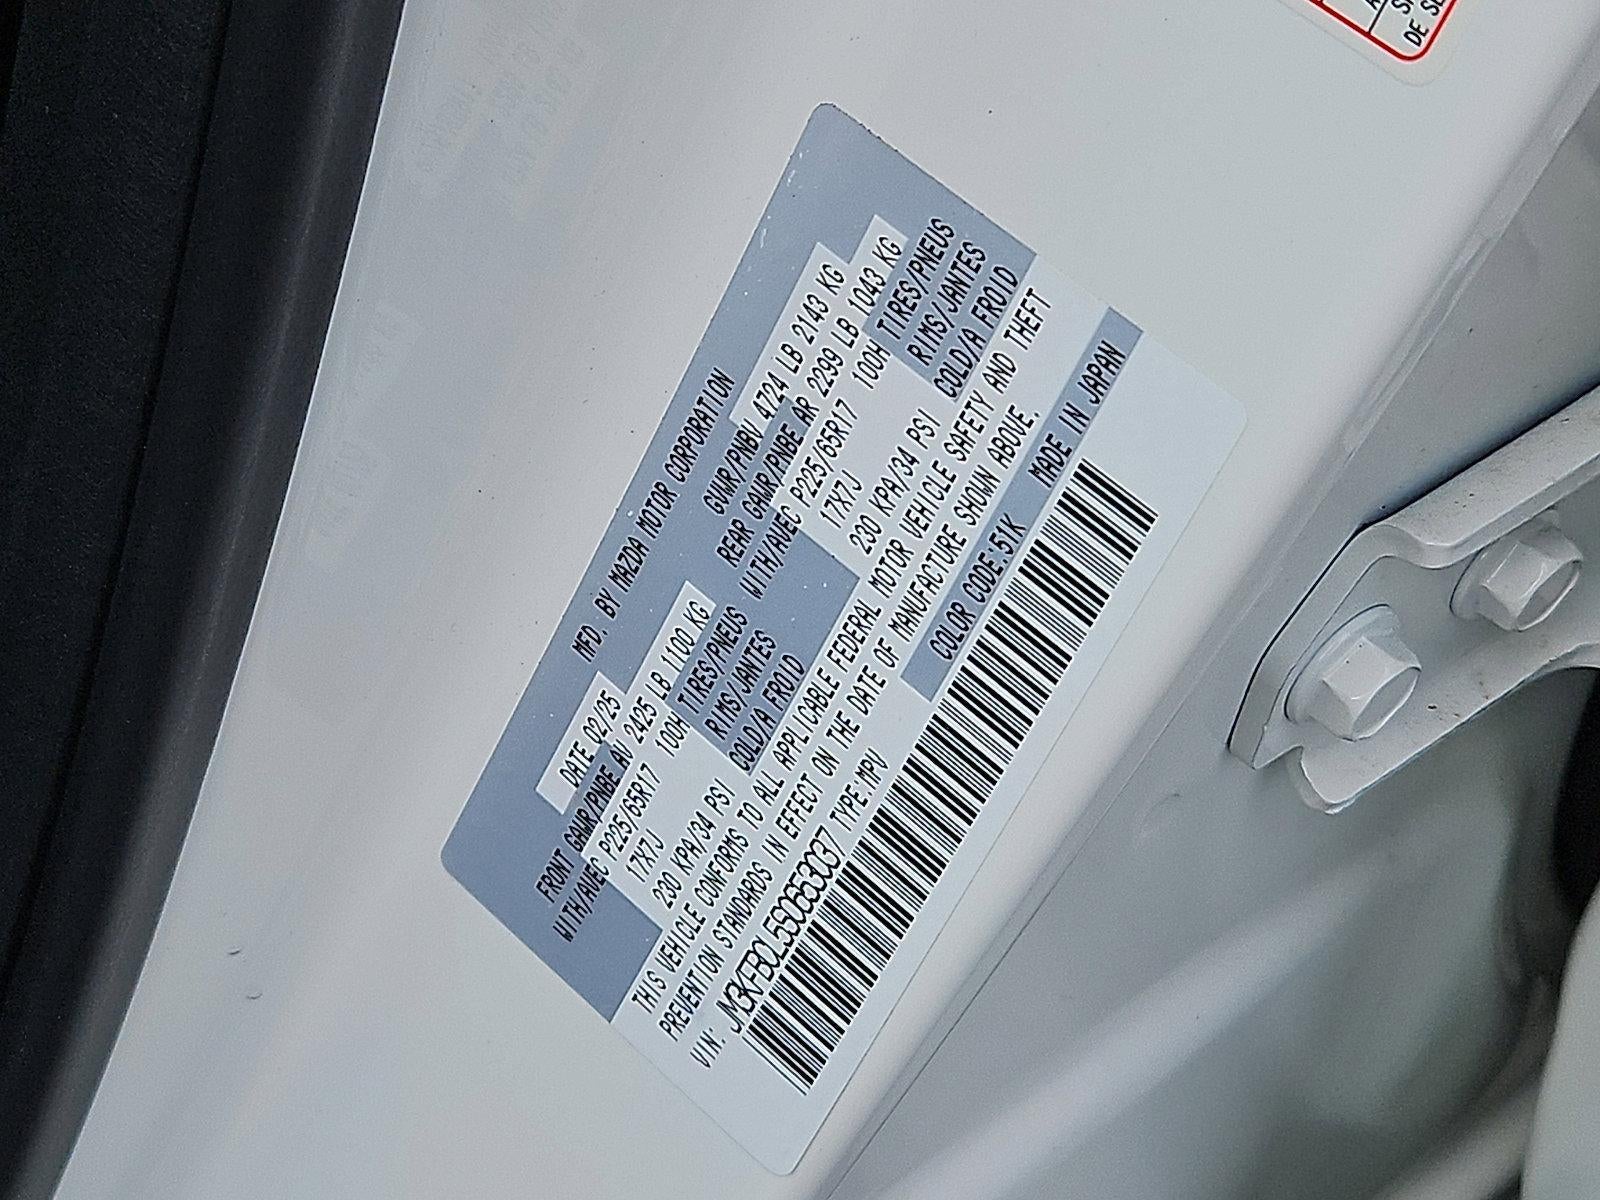 MFD. BY MAZDA MOTOR CORPORATION
DATE 02/25 GVWR/PNBV 4724 LB 2143 KG
FRONT GAWR/PNBE AV 2425 LB 1100 KG REAR GAWR/PNBE AR 2299 LB 1043 KG
WITH/AVEC P225/65R17 100H TIRES/PNEUS WITH/AVEC P225/65R17 100H TIRES/PNEUS
17X7J RIMS/JANTES 17X7J RIMS/JANTES
230 KPA/34 PSI COLD/A FROID 230 KPA/34 PSI COLD/A FROID
THIS VEHICLE CONFORMS TO ALL APPLICABLE FEDERAL MOTOR VEHICLE SAFETY AND THEFT
PREVENTION STANDARDS IN EFFECT ON THE DATE OF MANUFACTURE SHOWN ABOVE.
VIN: JM3KFBCL5S0653037 TYPE:MPV COLOR CODE:51K MADE IN JAPAN
DE SE